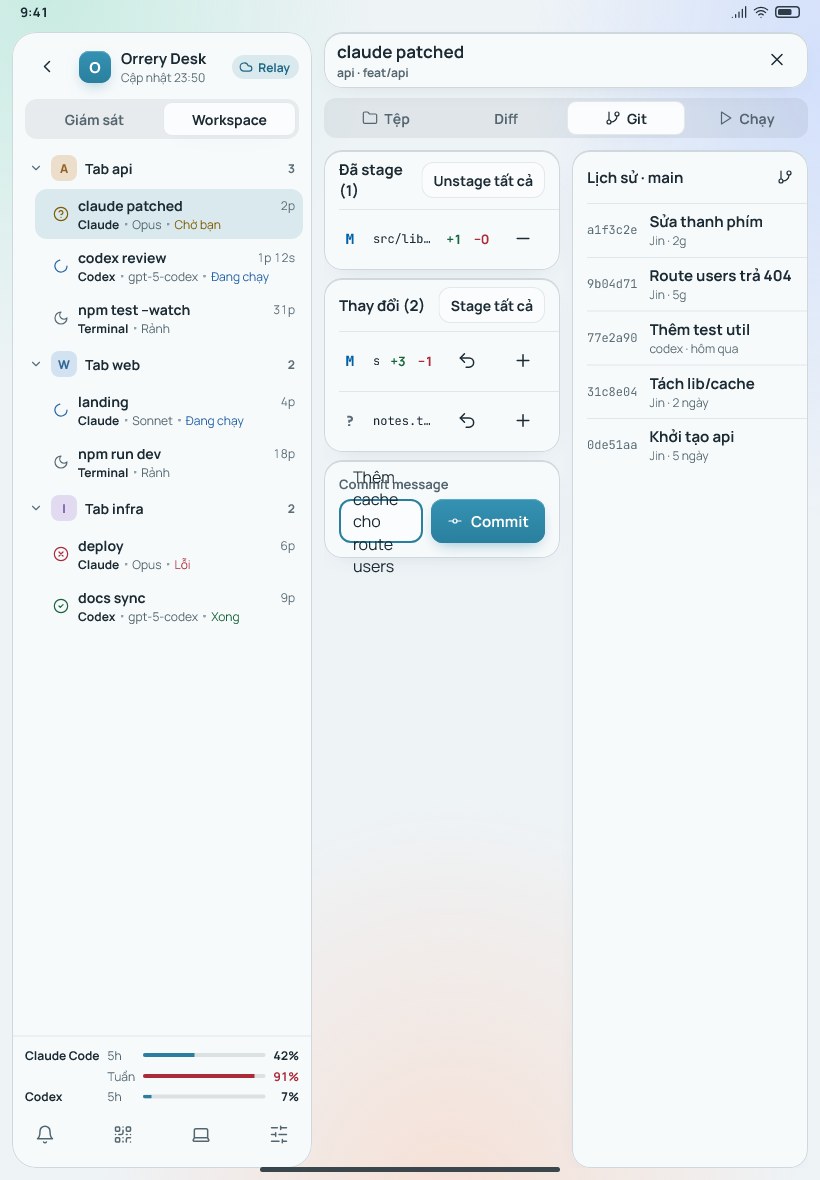 9:41
O
Orrery Desk
Cập nhật 23:50
Relay
Giám sát
Workspace
A
Tab api
3
claude patched
2p
Claude • Opus • Chờ bạn
codex review
1p 12s
Codex • gpt-5-codex • Đang chạy
npm test –watch
31p
Terminal • Rảnh
W
Tab web
2
landing
4p
Claude • Sonnet • Đang chạy
npm run dev
18p
Terminal • Rảnh
I
Tab infra
2
deploy
6p
Claude • Opus • Lỗi
docs sync
9p
Codex • gpt-5-codex • Xong
Claude Code 5h 42%
Tuần 91%
Codex 5h 7%
claude patched
api · feat/api
Tệp
Diff
Git
Chạy
Đã stage
(1)
Unstage tất cả
M src/lib… +1 −0
Thay đổi (2)
Stage tất cả
M s +3 −1
? notes.t…
Commit message
Thêm
cache
cho
route
users
Commit
Lịch sử · main
a1f3c2e
Sửa thanh phím
Jin · 2g
9b04d71
Route users trả 404
Jin · 5g
77e2a90
Thêm test util
codex · hôm qua
31c8e04
Tách lib/cache
Jin · 2 ngày
0de51aa
Khởi tạo api
Jin · 5 ngày